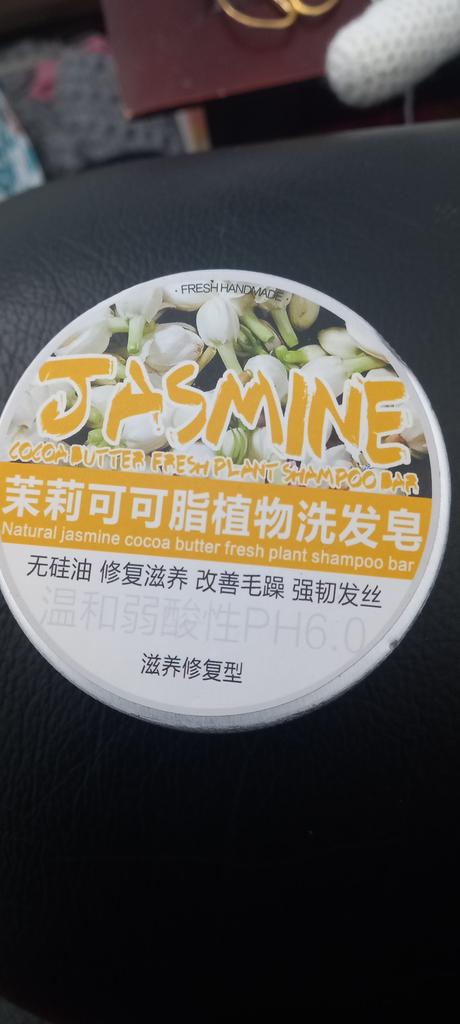 · FRESH HANDMADE
JASMINE
COCOA BUTTER FRESH PLANT SHAMPOO BAR
茉莉可可脂植物洗发皂
Natural jasmine cocoa butter fresh plant shampoo bar
无硅油 修复滋养 改善毛躁 强韧发丝
温和弱酸性PH6.0
滋养修复型